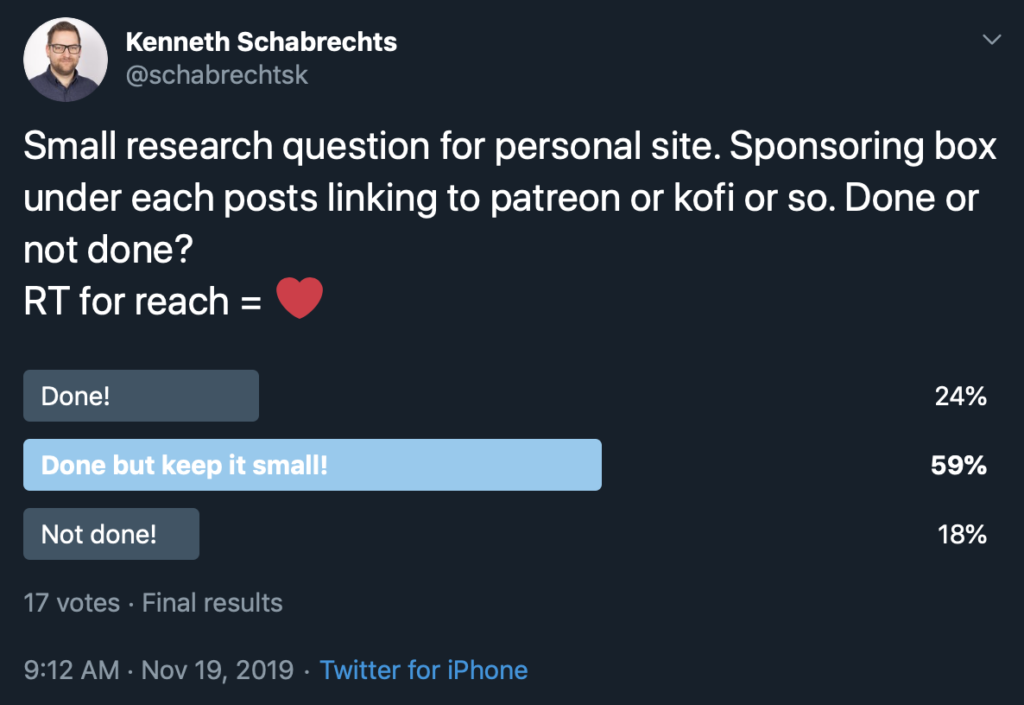 Kenneth Schabrechts
@schabrechtsk
Small research question for personal site. Sponsoring box
under each posts linking to patreon or kofi or so. Done or
not done?
RT for reach = ❤️
Done! 24%
Done but keep it small! 59%
Not done! 18%
17 votes · Final results
9:12 AM · Nov 19, 2019 · Twitter for iPhone